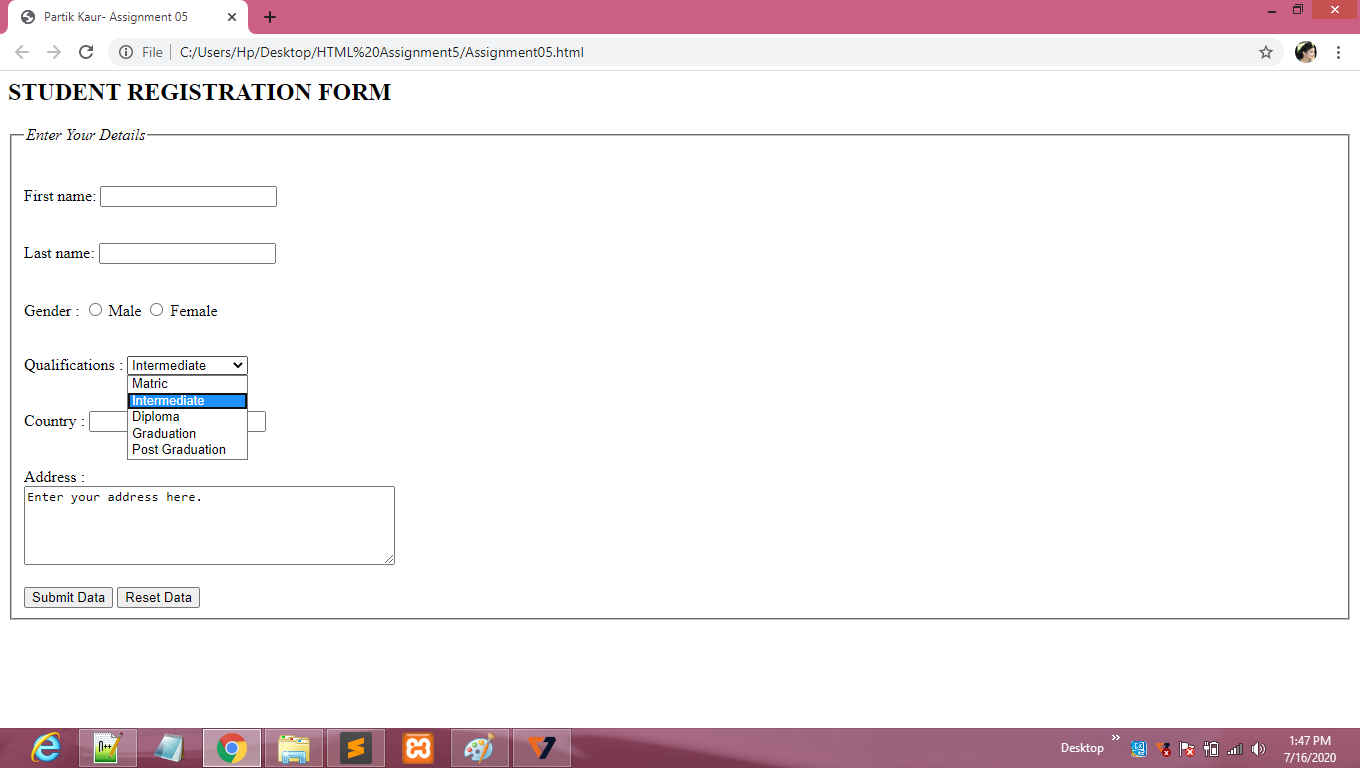 Partik Kaur- Assignment 05
File C:/Users/Hp/Desktop/HTML%20Assignment5/Assignment05.html
STUDENT REGISTRATION FORM
Enter Your Details
First name:
Last name:
Gender : Male Female
Qualifications : Intermediate
Matric
Intermediate
Diploma
Graduation
Post Graduation
Country :
Address :
Enter your address here.
Submit Data Reset Data
Desktop
1:47 PM
7/16/2020